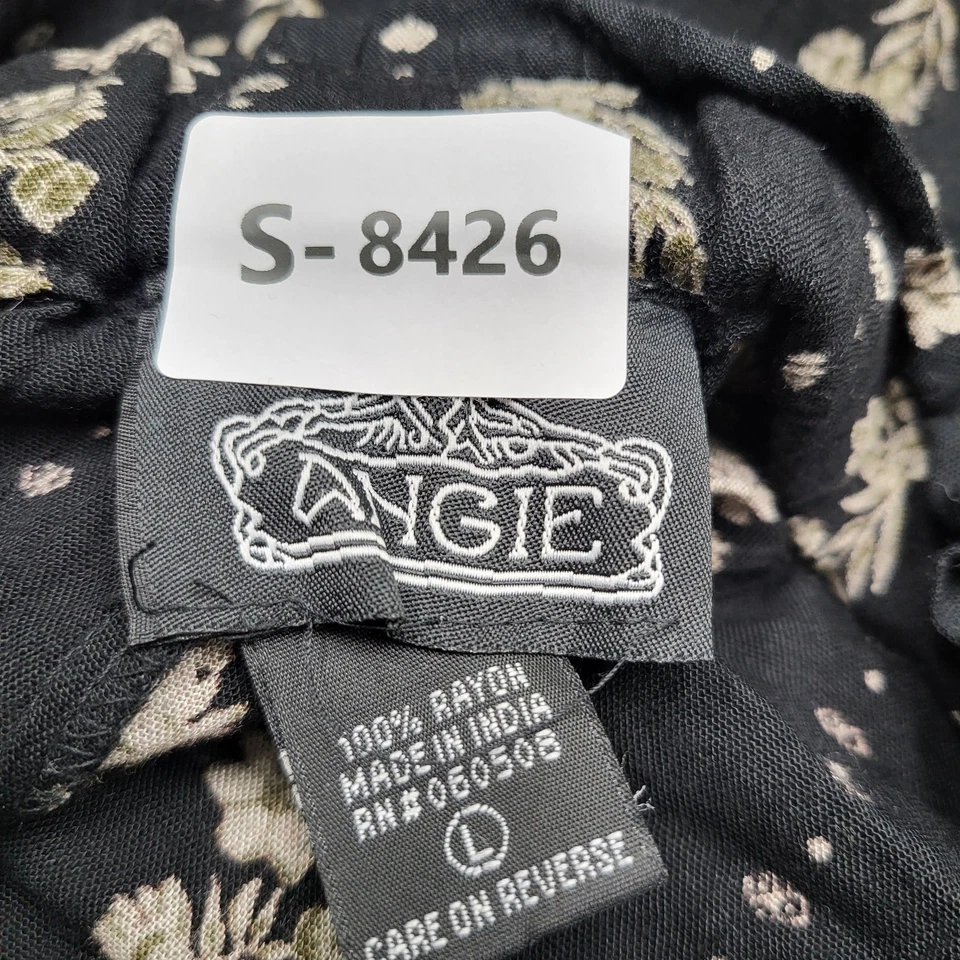 S-8426
ANGIE
100% RAYON
MADE IN INDIA
RN#060508
L
CARE ON REVERSE